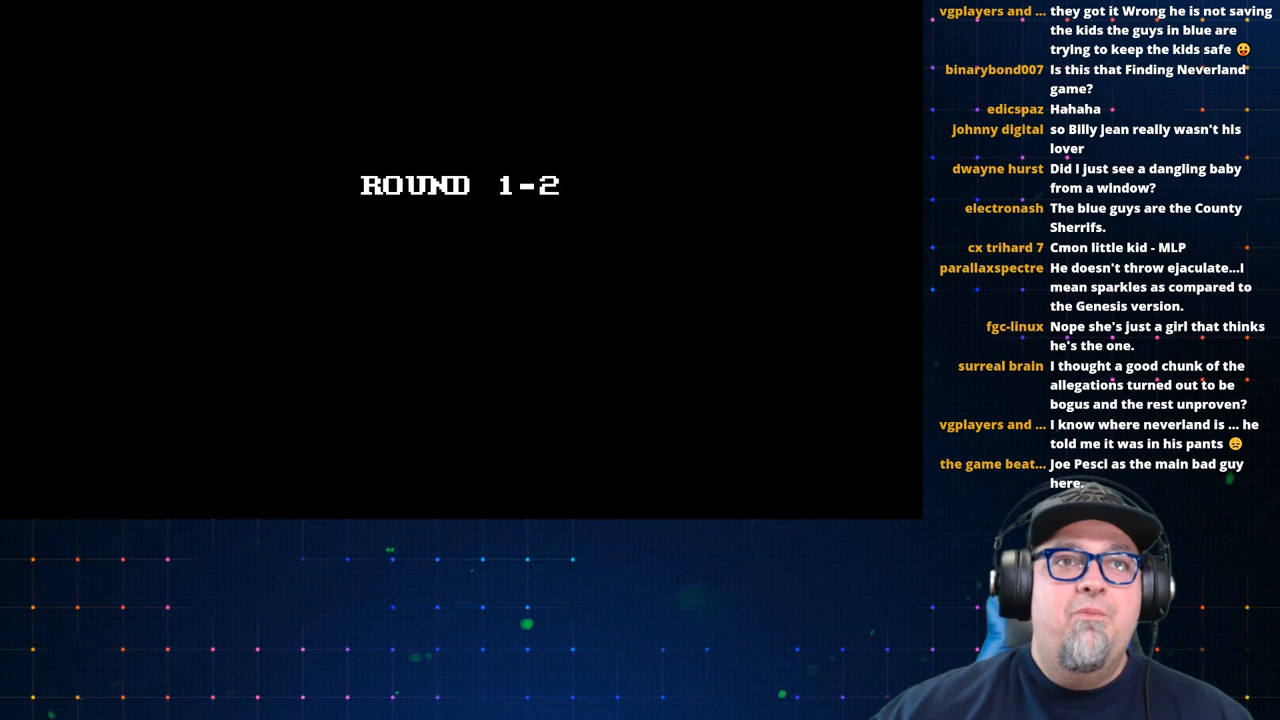 ROUND 1-2
vgplayers and ... they got it Wrong he is not saving
the kids the guys in blue are
trying to keep the kids safe 😛
binarybond007 Is this that Finding Neverland
game?
edicspaz Hahaha
johnny digital so Billy Jean really wasn't his
lover
dwayne hurst Did I just see a dangling baby
from a window?
electronash The blue guys are the County
Sherrifs.
cx trihard 7 Cmon little kid - MLP
parallaxspectre He doesn't throw ejaculate...I
mean sparkles as compared to
the Genesis version.
fgc-linux Nope she's just a girl that thinks
he's the one.
surreal brain I thought a good chunk of the
allegations turned out to be
bogus and the rest unproven?
vgplayers and ... I know where neverland is ... he
told me it was in his pants 😔
the game beat... Joe Pesci as the main bad guy
here.